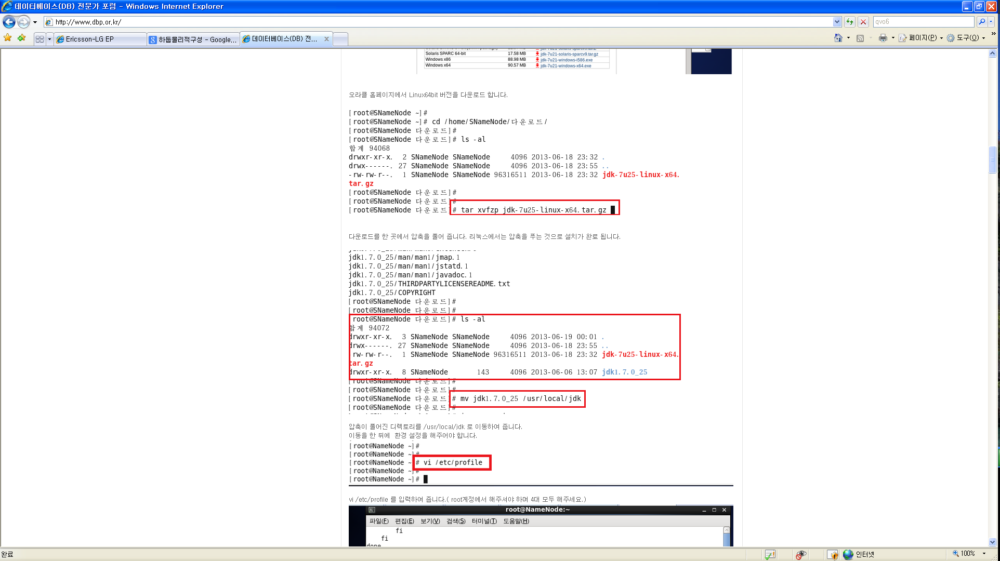 데이터베이스(DB) 전문가 포럼 - Windows Internet Explorer
http://www.dbp.or.kr/
qvo6
Ericsson-LG EP
하둡물리적구성 - Google...
데이터베이스(DB) 전...
페이지(P)
도구(O)
Solaris SPARC 64-bit 17.58 MB jdk-7u21-solaris-sparcv9.tar.gz
Windows x86 88.98 MB jdk-7u21-windows-i586.exe
Windows x64 90.57 MB jdk-7u21-windows-x64.exe
오라클 홈페이지에서 Linux64bit 버전을 다운로드 합니다.
[root@SNameNode ~]#
[root@SNameNode ~]# cd /home/SNameNode/다운로드/
[root@SNameNode 다운로드]#
[root@SNameNode 다운로드]# ls -al
합계 94068
drwxr-xr-x. 2 SNameNode SNameNode 4096 2013-06-18 23:32 .
drwx------. 27 SNameNode SNameNode 4096 2013-06-18 23:55 ..
-rw-rw-r--. 1 SNameNode SNameNode 96316511 2013-06-18 23:32 jdk-7u25-linux-x64.
tar.gz
[root@SNameNode 다운로드]#
[root@SNameNode 다운로드]#
[root@SNameNode 다운로드]# tar xvfzp jdk-7u25-linux-x64.tar.gz
다운로드를 한 곳에서 압축을 풀어 줍니다. 리눅스에서는 압축을 푸는 것으로 설치가 완료 됩니다.
jdk1.7.0_25/man/man1/jmap.1
jdk1.7.0_25/man/man1/jstatd.1
jdk1.7.0_25/man/man1/javadoc.1
jdk1.7.0_25/THIRDPARTYLICENSEREADME.txt
jdk1.7.0_25/COPYRIGHT
[root@SNameNode 다운로드]#
[root@SNameNode 다운로드]#
root@SNameNode 다운로드]# ls -al
합계 94072
drwxr-xr-x. 3 SNameNode SNameNode 4096 2013-06-19 00:01 .
drwx------. 27 SNameNode SNameNode 4096 2013-06-18 23:55 ..
rw-rw-r--. 1 SNameNode SNameNode 96316511 2013-06-18 23:32 jdk-7u25-linux-x64.
tar.gz
drwxr-xr-x. 8 SNameNode 143 4096 2013-06-06 13:07 jdk1.7.0_25
[root@SNameNode 다운로드]#
[root@SNameNode 다운로드]#
[root@SNameNode 다운로드]# mv jdk1.7.0_25 /usr/local/jdk
[root@SNameNode 다운로드]#
압축이 풀어진 디렉토리를 /usr/local/jdk 로 이동하여 줍니다.
이동을 한 뒤에 환경 설정을 해주어야 합니다.
[root@NameNode ~]#
[root@NameNode ~]#
[root@NameNode ~]# vi /etc/profile
[root@NameNode ~]#
[root@NameNode ~]#
vi /etc/profile 를 입력하여 줍니다.( root계정에서 해주셔야 하며 4대 모두 해주세요.)
root@NameNode:~
파일(F) 편집(E) 보기(V) 검색(S) 터미널(T) 도움말(H)
fi
fi
done
완료
인터넷
100%